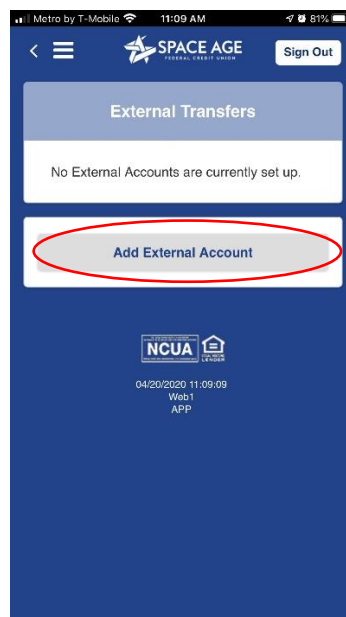 Metro by T-Mobile 11:09 AM 81%
SPACE AGE
FEDERAL CREDIT UNION
Sign Out
External Transfers
No External Accounts are currently set up.
Add External Account
NCUA
04/20/2020 11:09:09
Web1
APP